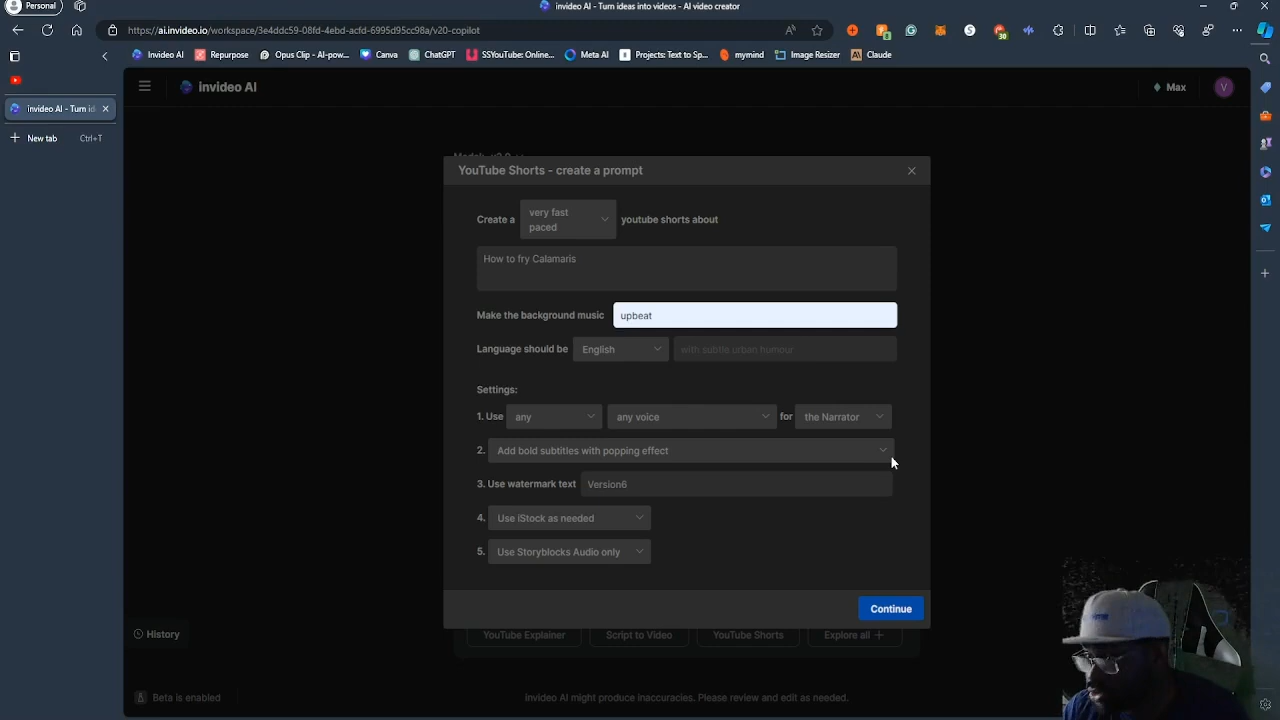 Personal
invideo AI - Turn ideas into videos - AI video creator
https://ai.invideo.io/workspace/3e4ddc59-08fd-4ebd-acfd-6995d95cc98a/v20-copilot
Invideo AI
Repurpose
Opus Clip - AI-pow...
Canva
ChatGPT
SSYouTube: Downlo...
Meta AI
Projects Text to Sp...
mymind
Image Resizer
Claude
invideo AI - Turn id
New tab
Ctrl+T
invideo AI
Max
V
YouTube Shorts - create a prompt
Create a
very fast
paced
youtube shorts about
How to fry Calamaris
Make the background music
upbeat
Language should be
English
with subtle urban humour
Settings:
1. Use
any
any voice
for
the Narrator
2.
Add bold subtitles with popping effect
3. Use watermark text
Version6
4.
Use iStock as needed
5.
Use Storyblocks Audio only
Continue
YouTube Explainer
Script to Video
YouTube Shorts
Explore all
History
Beta is enabled
invideo AI might produce inaccuracies. Please review and edit as needed.